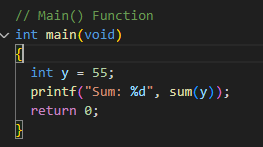 // Main() Function
int main(void)
{
int y = 55;
printf("Sum: %d", sum(y));
return 0;
}